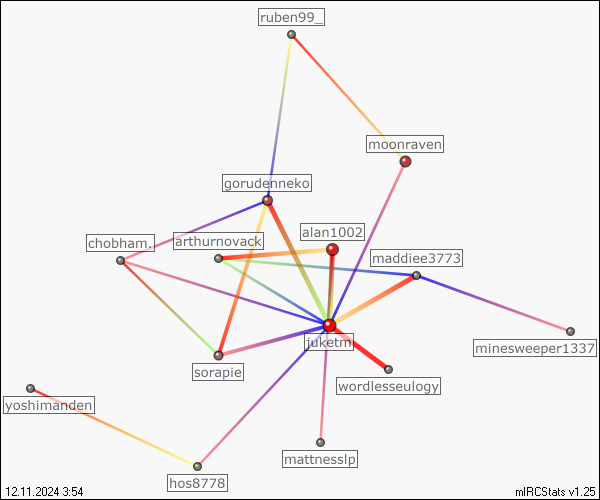 ruben99_
moonraven
gorudenneko
alan1002
arthurnovack
chobham.
maddiee3773
juketm
minesweeper1337
sorapie
wordlesseulogy
yoshimanden
mattnesslp
hos8778
12.11.2024 3:54
mIRCStats v1.25